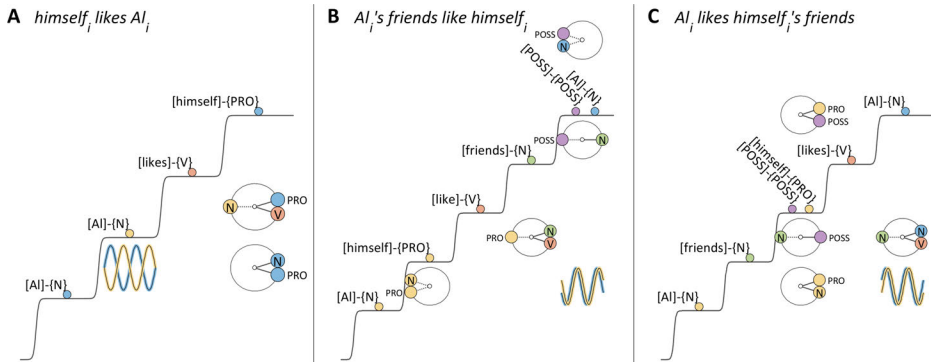 A himself_i likes Al_i
[himself]-{PRO}
[likes]-{V}
[Al]-{N}
[Al]-{N}
N PRO V
N PRO
B Al_i's friends like himself_i
POSS N
[POSS]-{POSS} [Al]-{N}
POSS N
[friends]-{N}
[like]-{V}
PRO N V
[himself]-{PRO}
N PRO
[Al]-{N}
C Al_i likes himself_i's friends
PRO POSS
[Al]-{N}
[likes]-{V}
[himself]-{PRO}
[POSS]-{POSS}
N POSS
N N V
[friends]-{N}
PRO N
[Al]-{N}